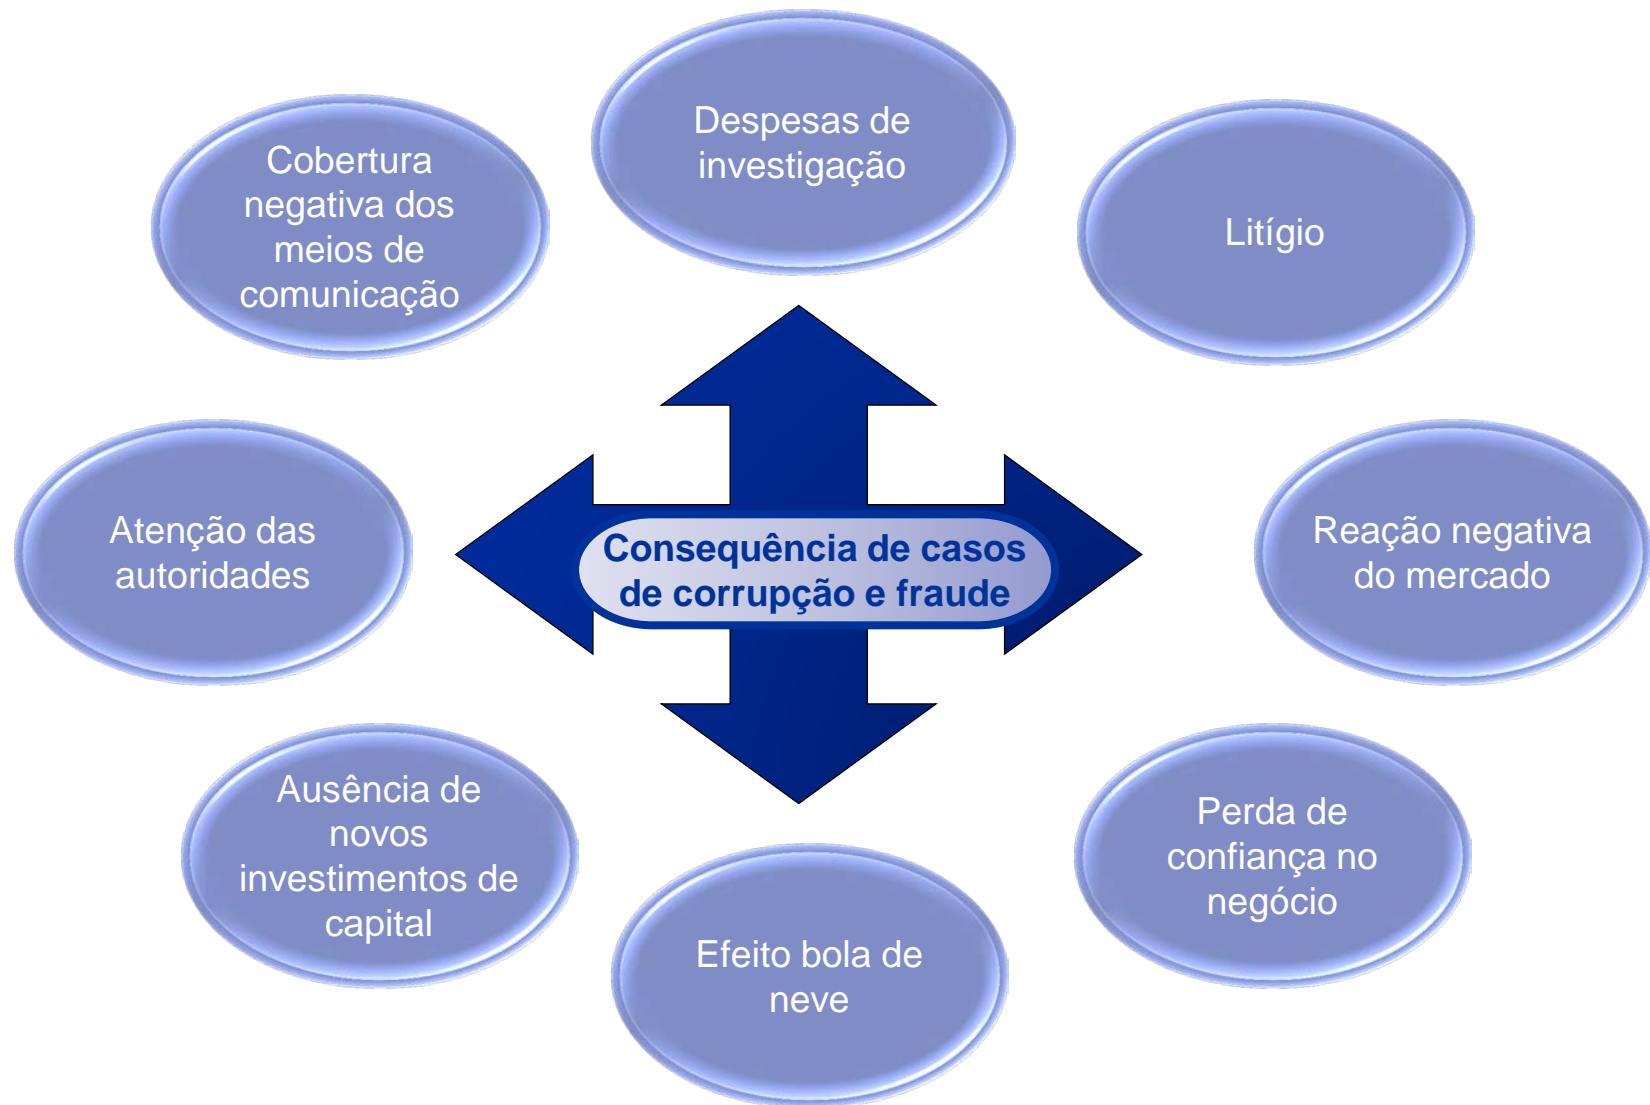 Despesas de
investigação
Cobertura
negativa dos
meios de
comunicação
Litígio
Atenção das
autoridades
Consequência de casos
de corrupção e fraude
Reação negativa
do mercado
Ausência de
novos
investimentos de
capital
Perda de
confiança no
negócio
Efeito bola de
neve